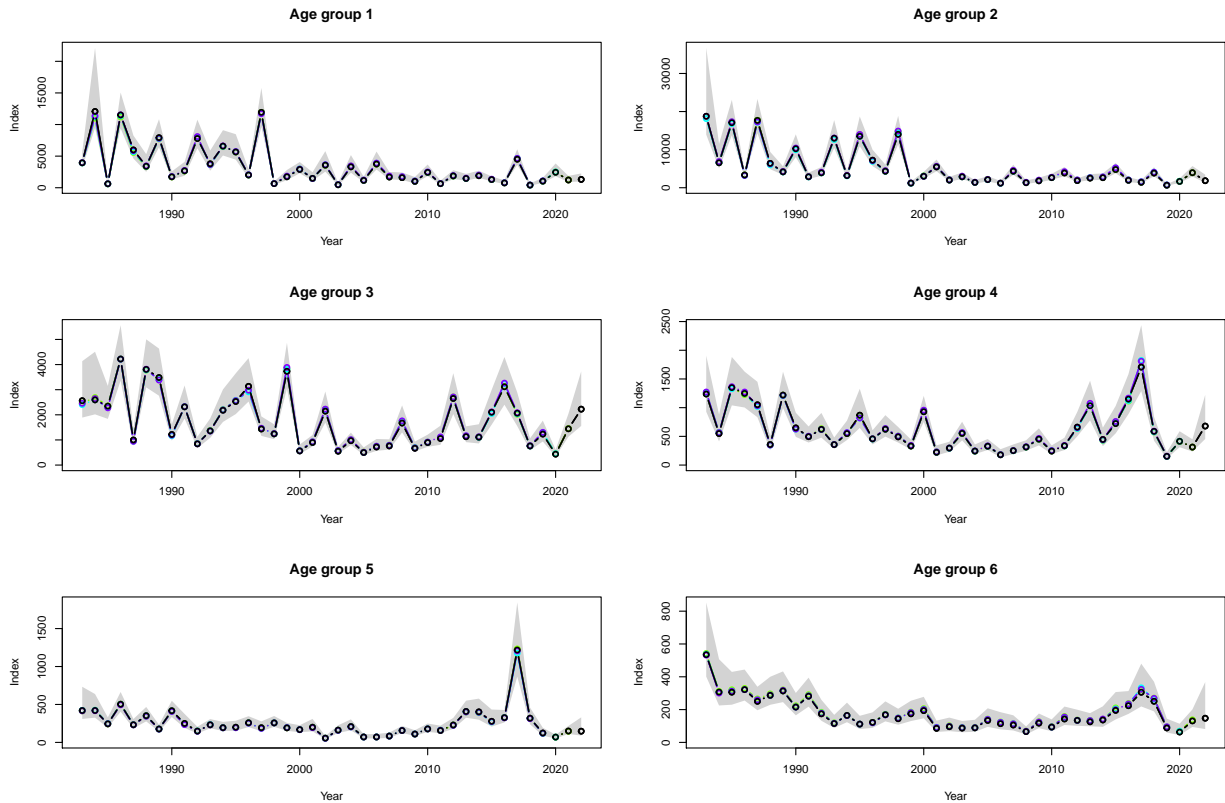 Age group 1
Index
0 5000 15000
1990 2000 2010 2020
Year
Age group 2
Index
0 10000 30000
1990 2000 2010 2020
Year
Age group 3
Index
0 2000 4000
1990 2000 2010 2020
Year
Age group 4
Index
0 500 1500 2500
1990 2000 2010 2020
Year
Age group 5
Index
0 500 1000 1500
1990 2000 2010 2020
Year
Age group 6
Index
0 200 400 600 800
1990 2000 2010 2020
Year